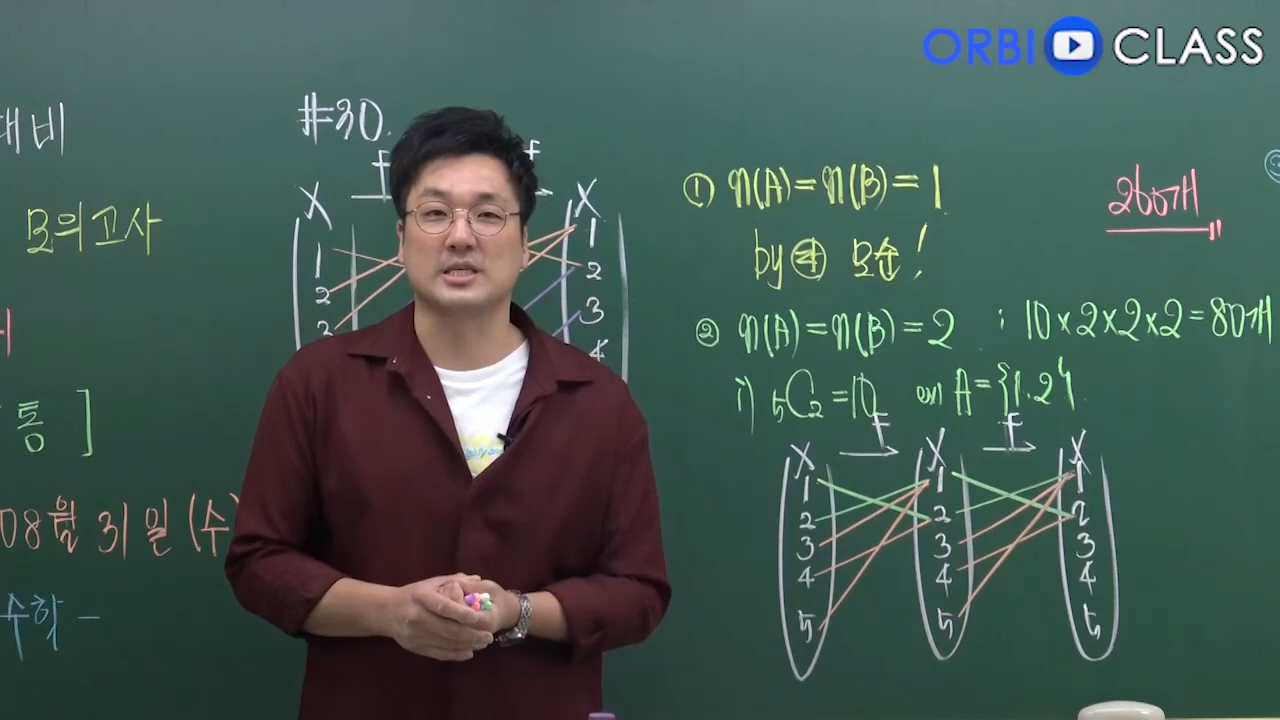 ORBI CLASS
대비
모의고사
통 ]
08월 31일 (수)
수학 -
#30.
f f
X X
1 1
2 2
3 3
4
① n(A)=n(B)=1
by 모순!
260개
② n(A)=n(B)=2 : 10×2×2×2=80개
i) 5C2=10 ex) A={1.2}
f f
X X X
1 1 1
2 2 2
3 3 3
4 4 4
5 5 5